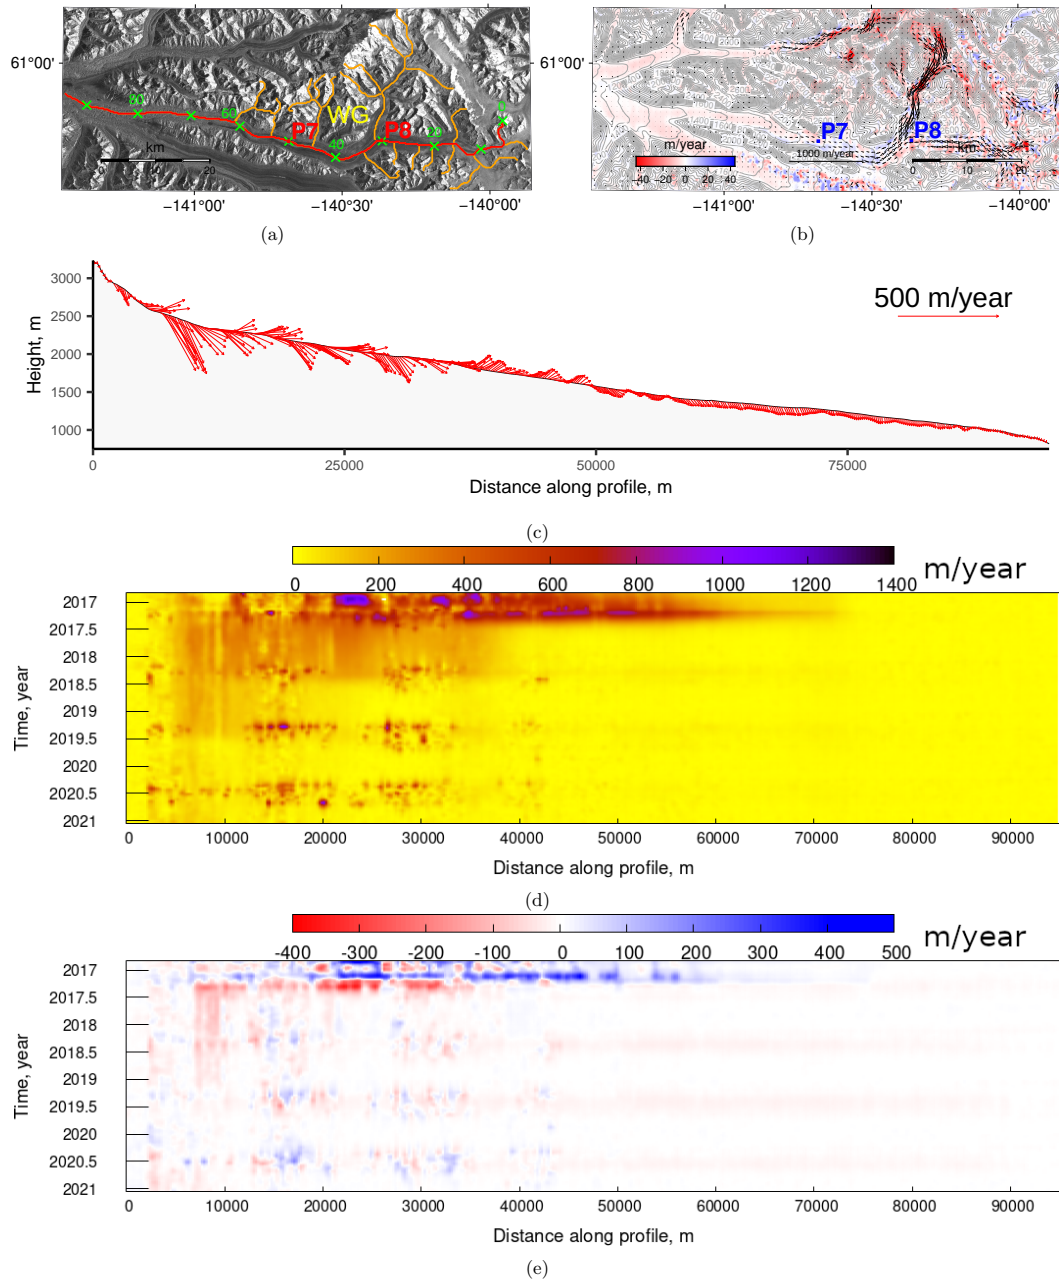 61°00'
80
60
WG
P7
P8
40
20
0
km
0
10
20
−141°00'
−140°30'
−140°00'
(a)
61°00'
P7
P8
m/year
−40 −20 0 20 40
1000 m/year
km
0 10 20
−141°00'
−140°30'
−140°00'
(b)
500 m/year
Height, m
3000
2500
2000
1500
1000
0
25000
50000
75000
Distance along profile, m
(c)
0 200 400 600 800 1000 1200 1400
m/year
Time, year
2017
2017.5
2018
2018.5
2019
2019.5
2020
2020.5
2021
0 10000 20000 30000 40000 50000 60000 70000 80000 90000
Distance along profile, m
(d)
-400 -300 -200 -100 0 100 200 300 400 500
m/year
Time, year
2017
2017.5
2018
2018.5
2019
2019.5
2020
2020.5
2021
0 10000 20000 30000 40000 50000 60000 70000 80000 90000
Distance along profile, m
(e)